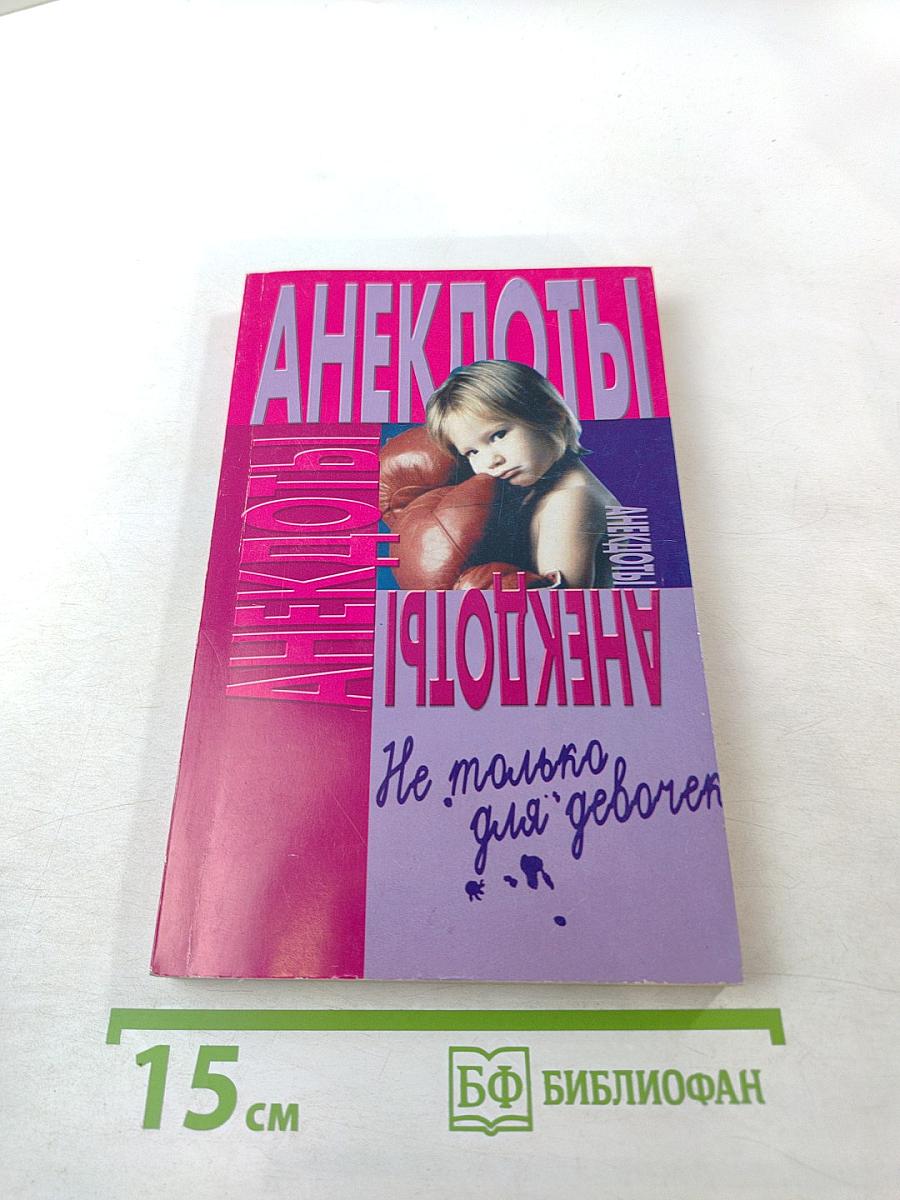 АНЕКДОТЫ
АНЕКДОТЫ
АНЕКДОТЫ
АНЕКДОТЫ
Не только
для девочек
15 см
БФ БИБЛИОФАН